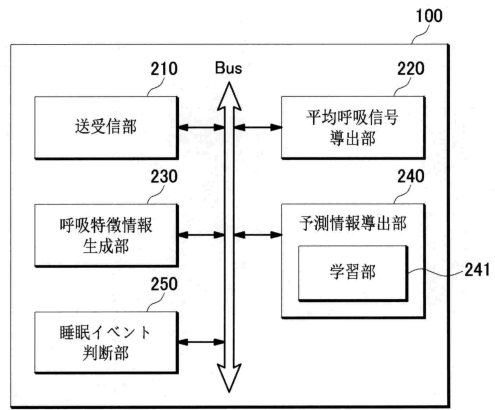 100
210
送受信部
Bus
220
平均呼吸信号
導出部
230
呼吸特徴情報
生成部
240
予測情報導出部
学習部
241
250
睡眠イベント
判断部